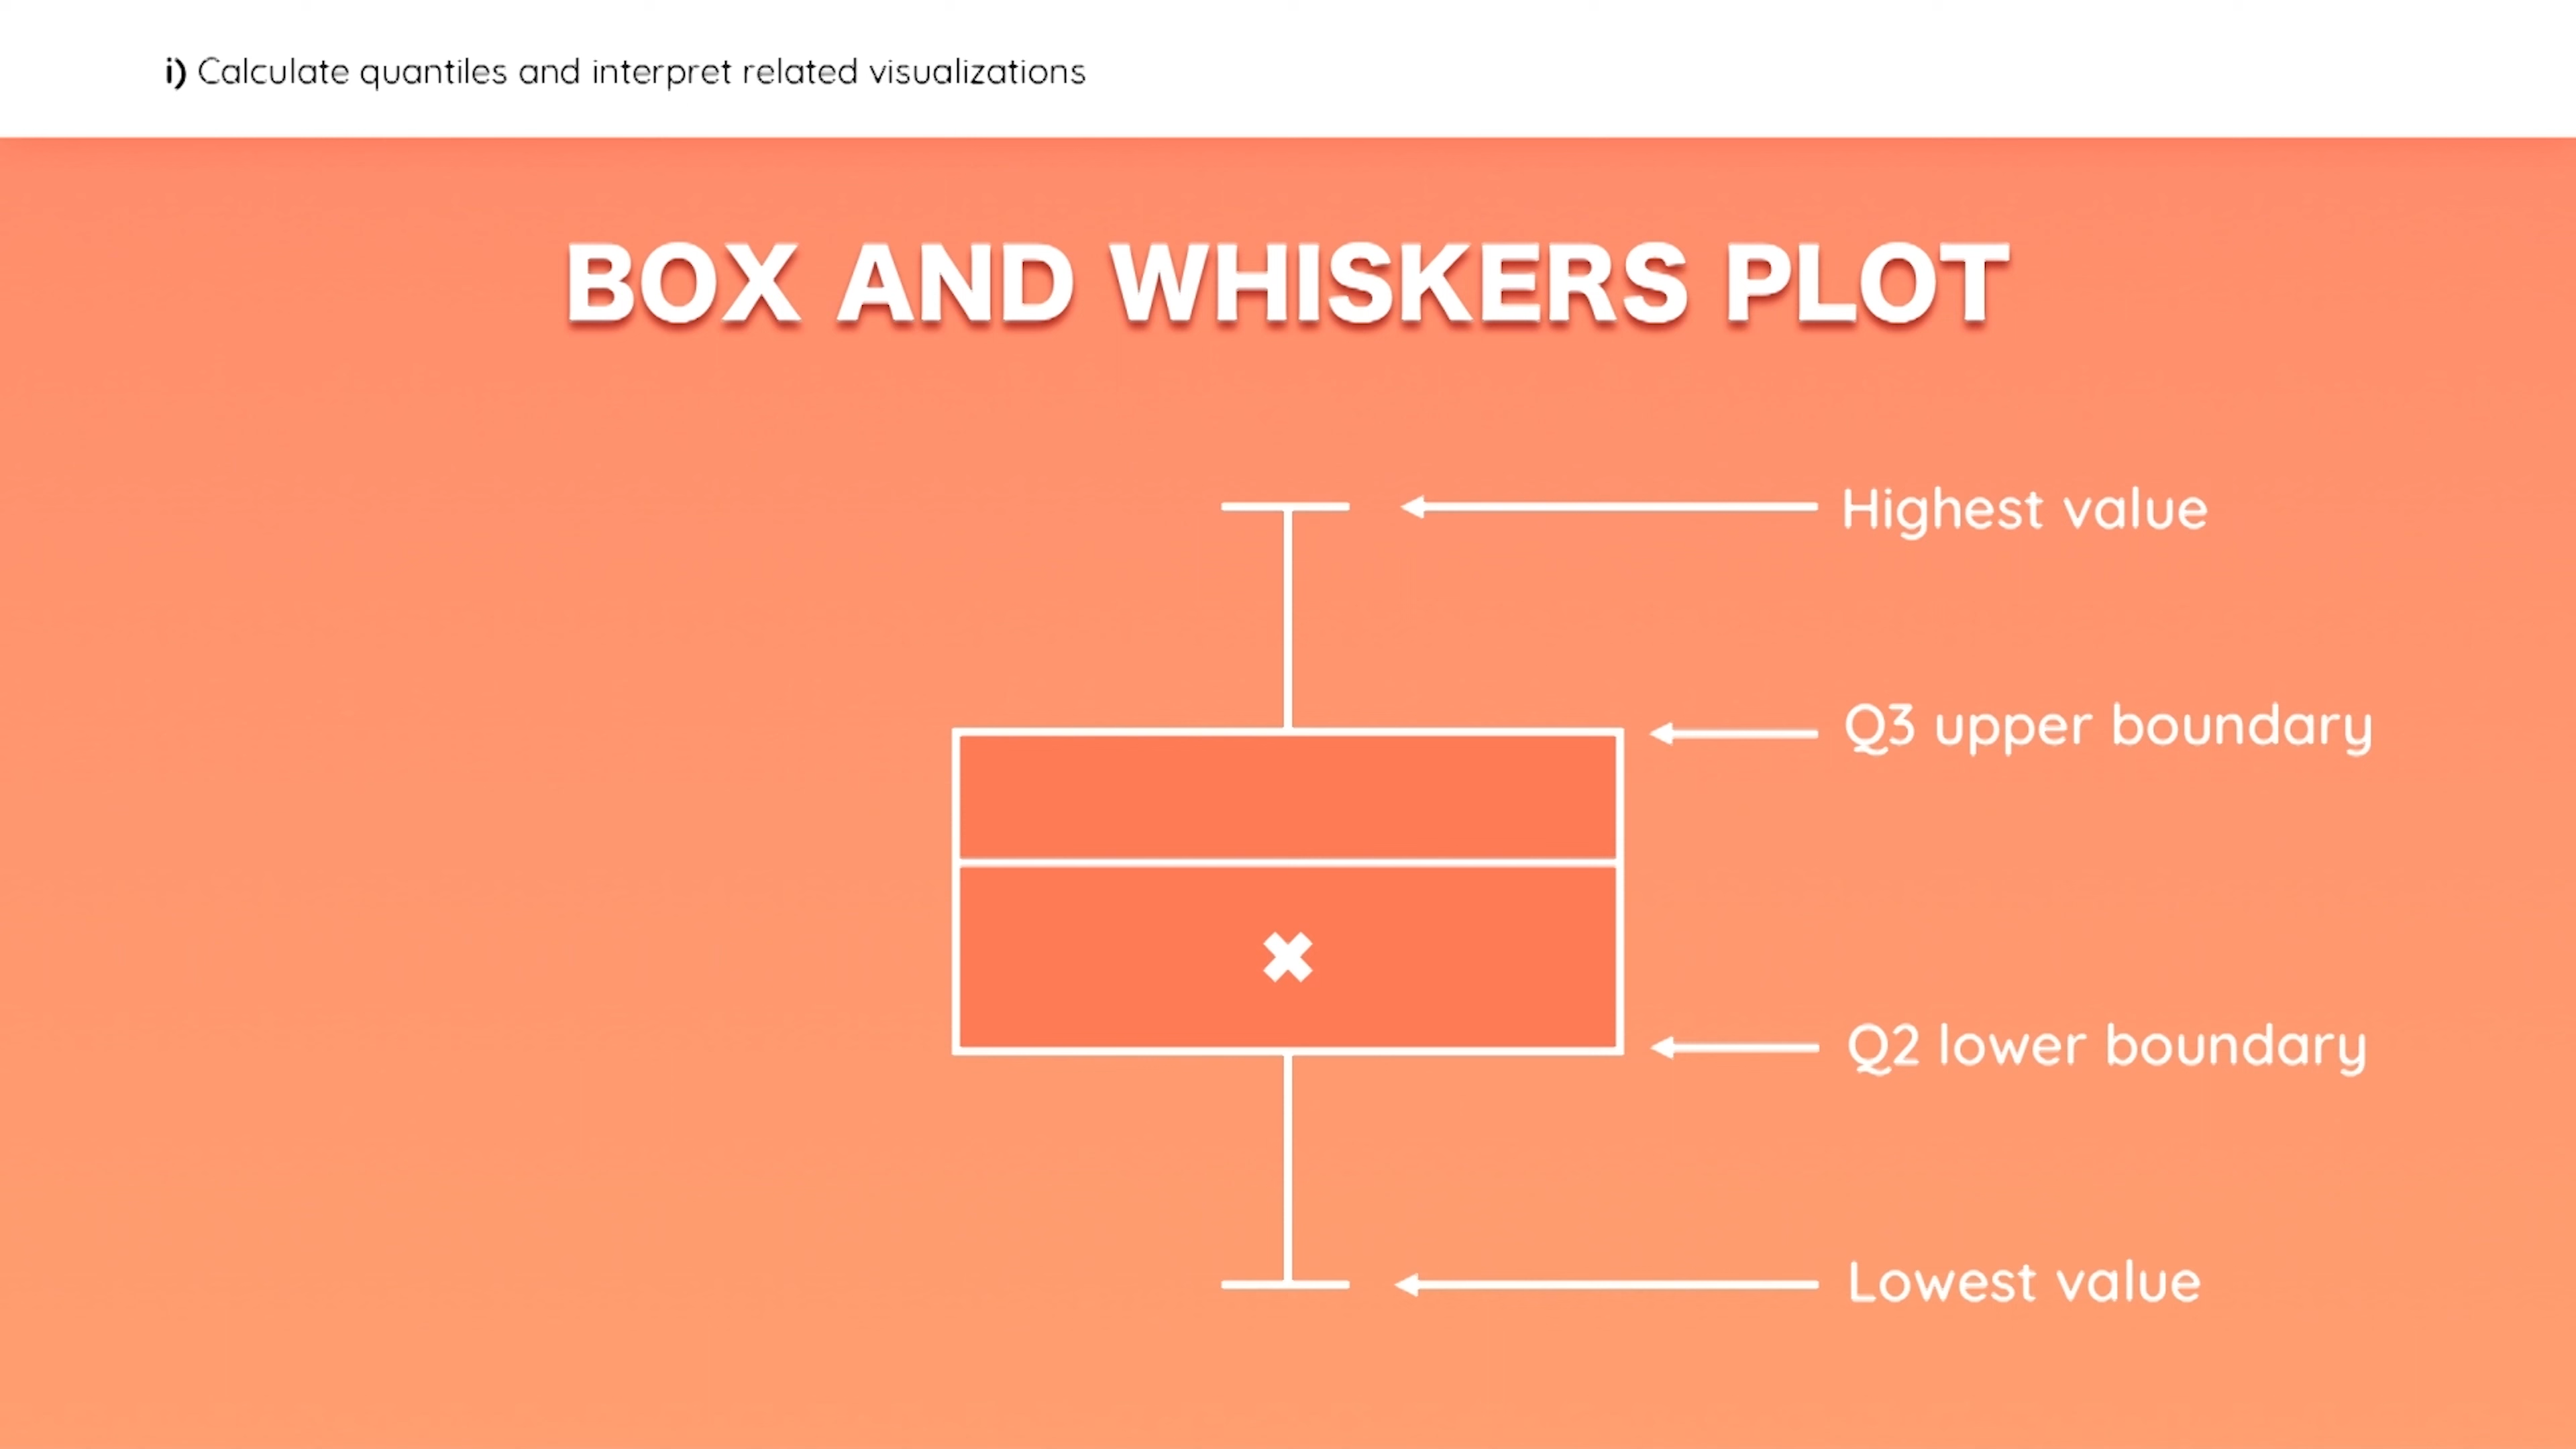 i) Calculate quantiles and interpret related visualizations
BOX AND WHISKERS PLOT
Highest value
Q3 upper boundary
Q2 lower boundary
Lowest value